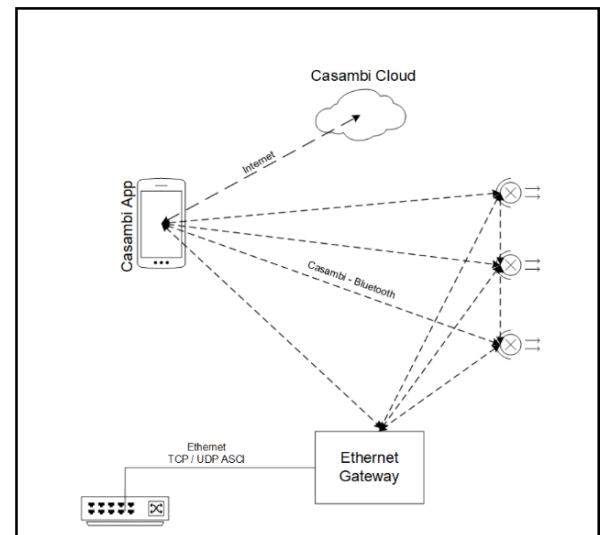 Casambi Cloud
Internet
Casambi App
Casambi - Bluetooth
Ethernet
TCP / UDP ASCI
Ethernet
Gateway